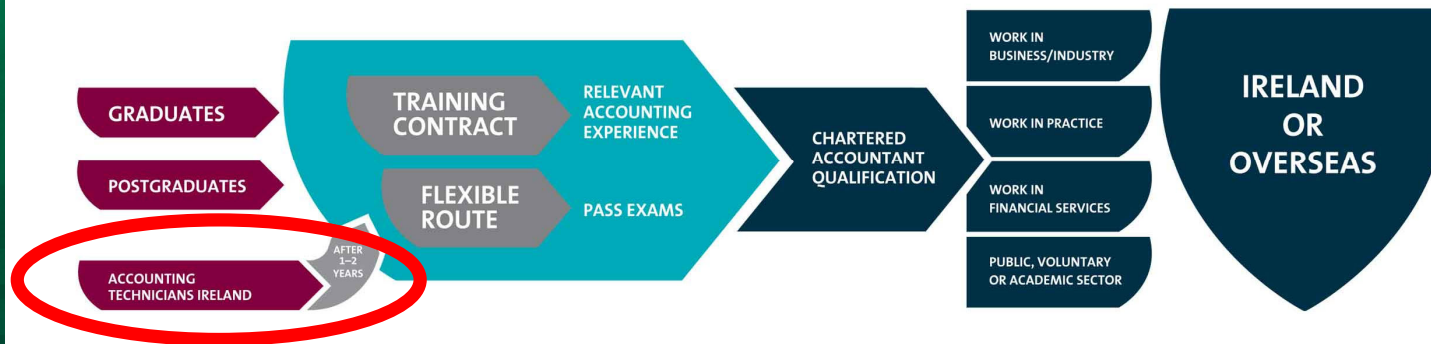 GRADUATES
POSTGRADUATES
ACCOUNTING
TECHNICIANS IRELAND
AFTER
1–2
YEARS
TRAINING
CONTRACT
RELEVANT
ACCOUNTING
EXPERIENCE
FLEXIBLE
ROUTE
PASS EXAMS
CHARTERED
ACCOUNTANT
QUALIFICATION
WORK IN
BUSINESS/INDUSTRY
WORK IN PRACTICE
WORK IN
FINANCIAL SERVICES
PUBLIC, VOLUNTARY
OR ACADEMIC SECTOR
IRELAND
OR
OVERSEAS